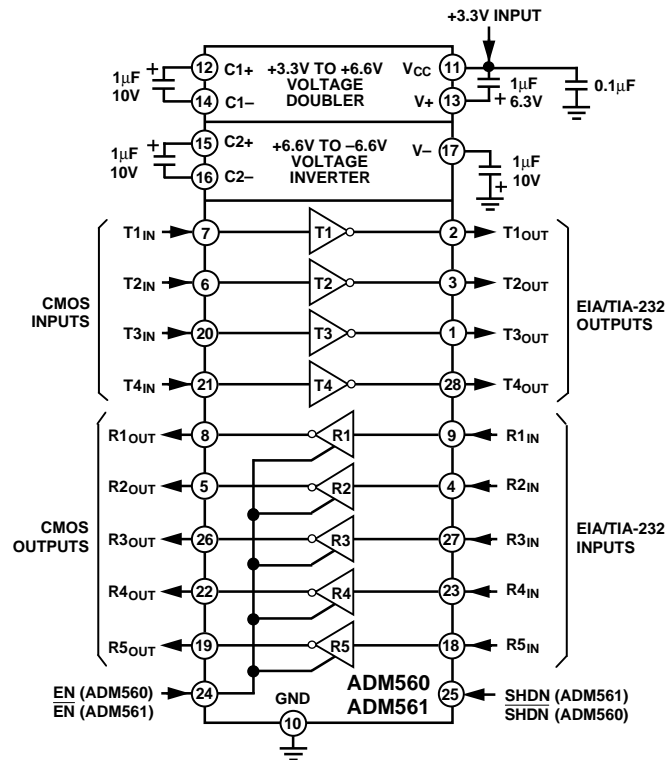 +3.3V INPUT
12 C1+ +3.3V TO +6.6V VOLTAGE DOUBLER VCC 11
1µF 10V +
14 C1– V+ 13
1µF 6.3V +
0.1µF
15 C2+ +6.6V TO –6.6V VOLTAGE INVERTER V– 17
1µF 10V +
16 C2–
1µF 10V +
CMOS INPUTS
T1IN 7 T1 2 T1OUT
T2IN 6 T2 3 T2OUT
T3IN 20 T3 1 T3OUT
T4IN 21 T4 28 T4OUT
EIA/TIA-232 OUTPUTS
CMOS OUTPUTS
R1OUT 8 R1 9 R1IN
R2OUT 5 R2 4 R2IN
R3OUT 26 R3 27 R3IN
R4OUT 22 R4 23 R4IN
R5OUT 19 R5 18 R5IN
EIA/TIA-232 INPUTS
EN (ADM560)
E̅N̅ (ADM561)
24
GND
10
ADM560
ADM561
25
SHDN (ADM561)
S̅H̅D̅N̅ (ADM560)